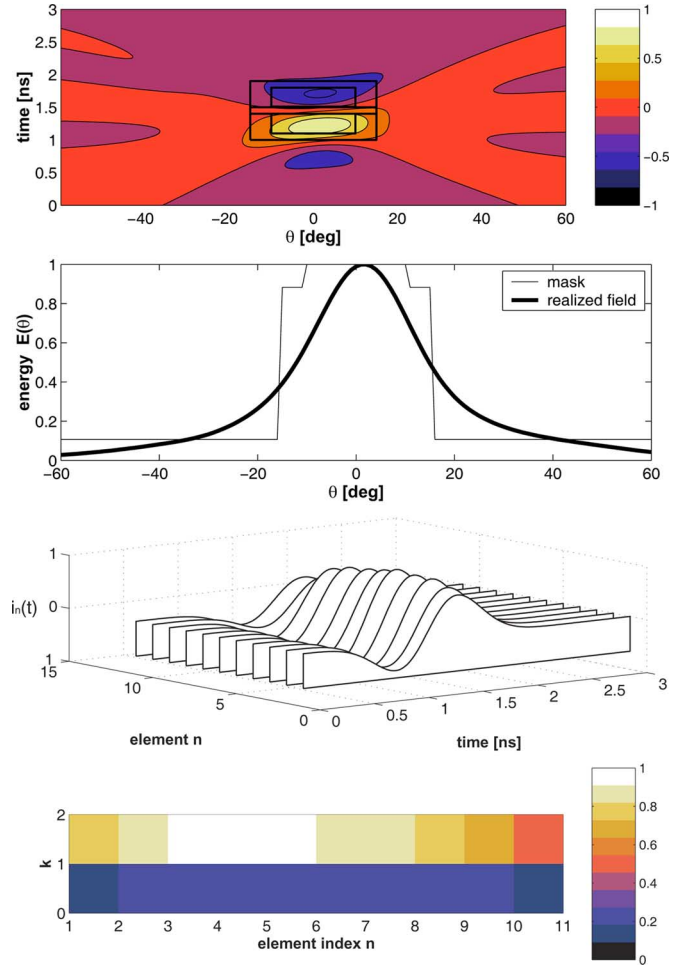 3
2.5
2
1.5
1
0.5
0
time [ns]
−40 −20 0 20 40 60
θ [deg]
1
0.5
0
−0.5
−1
1
0.8
0.6
0.4
0.2
0
energy E(θ)
mask
realized field
−60 −40 −20 0 20 40 60
θ [deg]
1
0
1
iₙ(t)
15
10
5
0
element n
0
0.5
1
1.5
2
2.5
3
time [ns]
2
1
0
k
1 2 3 4 5 6 7 8 9 10 11
element index n
1
0.8
0.6
0.4
0.2
0